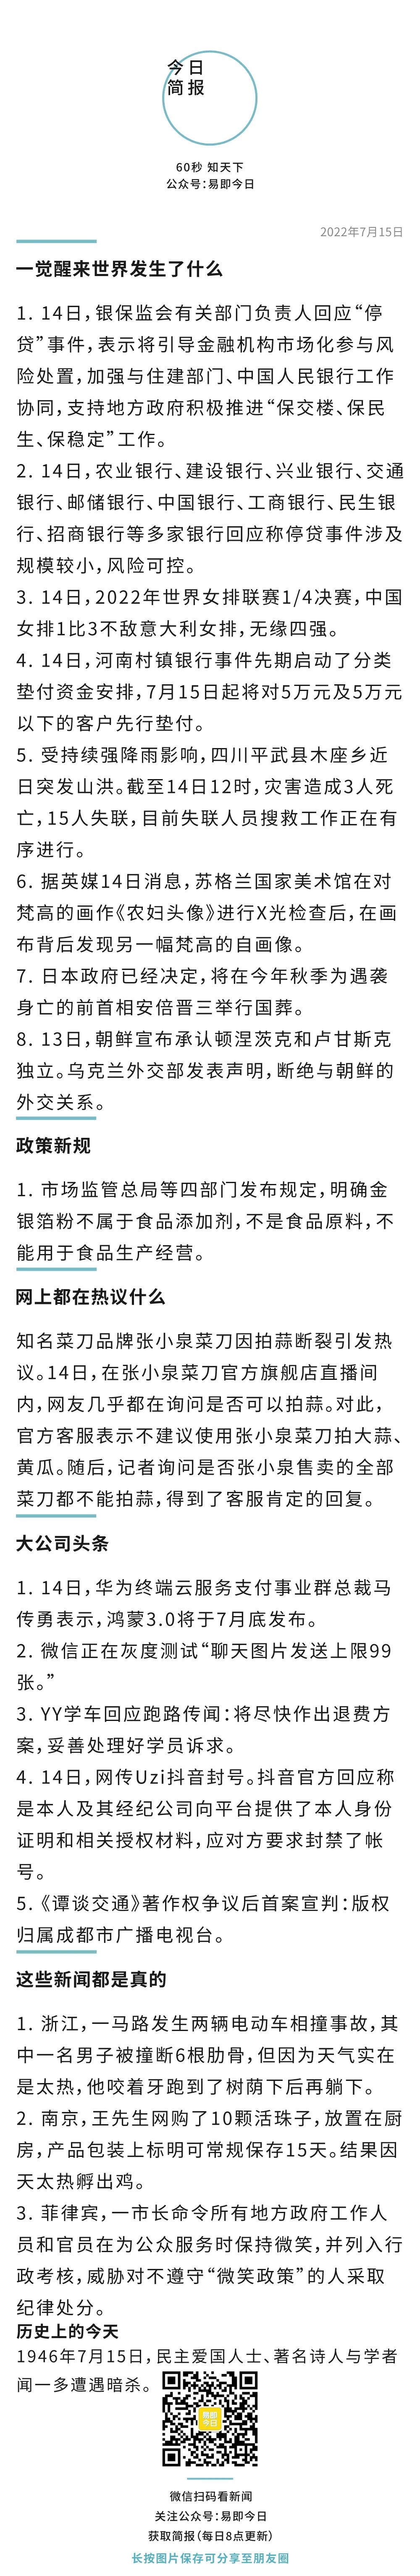 今日
简报
60秒 知天下
公众号：易即今日
2022年7月15日
一觉醒来世界发生了什么
1. 14日，银保监会有关部门负责人回应“停
贷”事件，表示将引导金融机构市场化参与风
险处置，加强与住建部门、中国人民银行工作
协同，支持地方政府积极推进“保交楼、保民
生、保稳定”工作。
2. 14日，农业银行、建设银行、兴业银行、交通
银行、邮储银行、中国银行、工商银行、民生银
行、招商银行等多家银行回应称停贷事件涉及
规模较小，风险可控。
3. 14日，2022年世界女排联赛1/4决赛，中国
女排1比3不敌意大利女排，无缘四强。
4. 14日，河南村镇银行事件先期启动了分类
垫付资金安排，7月15日起将对5万元及5万元
以下的客户先行垫付。
5. 受持续强降雨影响，四川平武县木座乡近
日突发山洪。截至14日12时，灾害造成3人死
亡，15人失联，目前失联人员搜救工作正在有
序进行。
6. 据英媒14日消息，苏格兰国家美术馆在对
梵高的画作《农妇头像》进行X光检查后，在画
布背后发现另一幅梵高的自画像。
7. 日本政府已经决定，将在今年秋季为遇袭
身亡的前首相安倍晋三举行国葬。
8. 13日，朝鲜宣布承认顿涅茨克和卢甘斯克
独立。乌克兰外交部发表声明，断绝与朝鲜的
外交关系。
政策新规
1. 市场监管总局等四部门发布规定，明确金
银箔粉不属于食品添加剂，不是食品原料，不
能用于食品生产经营。
网上都在热议什么
知名菜刀品牌张小泉菜刀因拍蒜断裂引发热
议。14日，在张小泉菜刀官方旗舰店直播间
内，网友几乎都在询问是否可以拍蒜。对此，
官方客服表示不建议使用张小泉菜刀拍大蒜、
黄瓜。随后，记者询问是否张小泉售卖的全部
菜刀都不能拍蒜，得到了客服肯定的回复。
大公司头条
1. 14日，华为终端云服务支付事业群总裁马
传勇表示，鸿蒙3.0将于7月底发布。
2. 微信正在灰度测试“聊天图片发送上限99
张。”
3. YY学车回应跑路传闻：将尽快作出退费方
案，妥善处理好学员诉求。
4. 14日，网传Uzi抖音封号。抖音官方回应称
是本人及其经纪公司向平台提供了本人身份
证明和相关授权材料，应对方要求封禁了帐
号。
5.《谭谈交通》著作权争议后首案宣判：版权
归属成都市广播电视台。
这些新闻都是真的
1. 浙江，一马路发生两辆电动车相撞事故，其
中一名男子被撞断6根肋骨，但因为天气实在
是太热，他咬着牙跑到了树荫下后再躺下。
2. 南京，王先生网购了10颗活珠子，放置在厨
房，产品包装上标明可常规保存15天。结果因
天太热孵出鸡。
3. 菲律宾，一市长命令所有地方政府工作人
员和官员在为公众服务时保持微笑，并列入行
政考核，威胁对不遵守“微笑政策”的人采取
纪律处分。
历史上的今天
1946年7月15日，民主爱国人士、著名诗人与学者
闻一多遭遇暗杀。
易即
今日
微信扫码看新闻
关注公众号：易即今日
获取简报（每日8点更新）
长按图片保存可分享至朋友圈